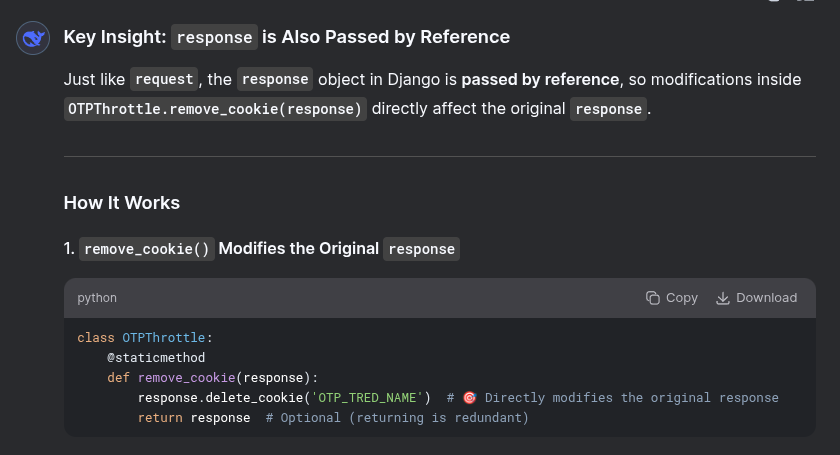 Key Insight: response is Also Passed by Reference
Just like request, the response object in Django is passed by reference, so modifications inside
OTPThrottle.remove_cookie(response) directly affect the original response.
How It Works
1. remove_cookie() Modifies the Original response
python Copy Download
class OTPThrottle:
    @staticmethod
    def remove_cookie(response):
        response.delete_cookie('OTP_TRED_NAME')  # 🎯 Directly modifies the original response
        return response  # Optional (returning is redundant)